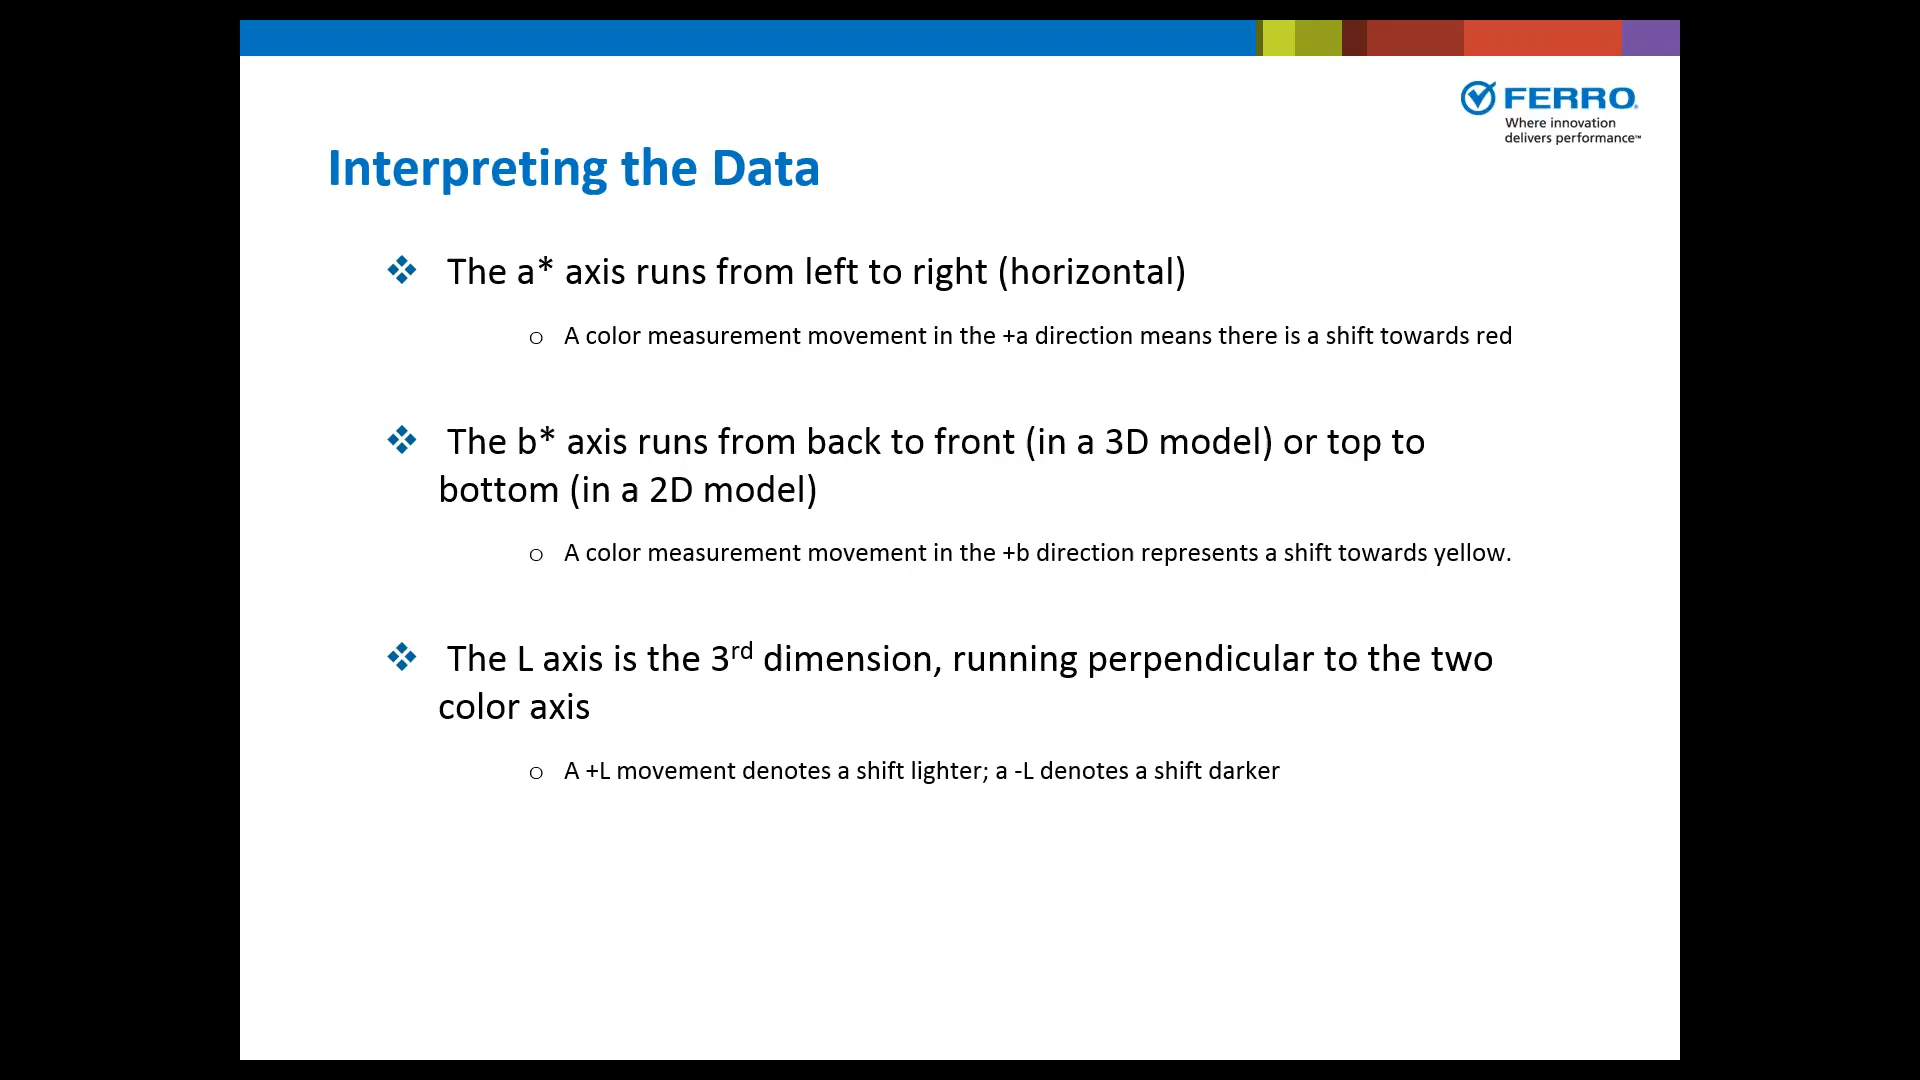 FERRO
Where innovation
delivers performance™
Interpreting the Data
❖ The a* axis runs from left to right (horizontal)
o A color measurement movement in the +a direction means there is a shift towards red
❖ The b* axis runs from back to front (in a 3D model) or top to
bottom (in a 2D model)
o A color measurement movement in the +b direction represents a shift towards yellow.
❖ The L axis is the 3rd dimension, running perpendicular to the two
color axis
o A +L movement denotes a shift lighter; a -L denotes a shift darker